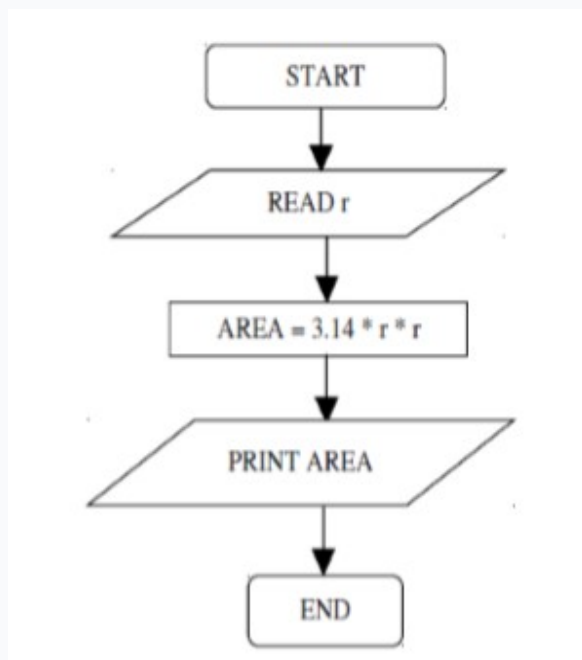 START
READ r
AREA = 3.14 * r * r
PRINT AREA
END